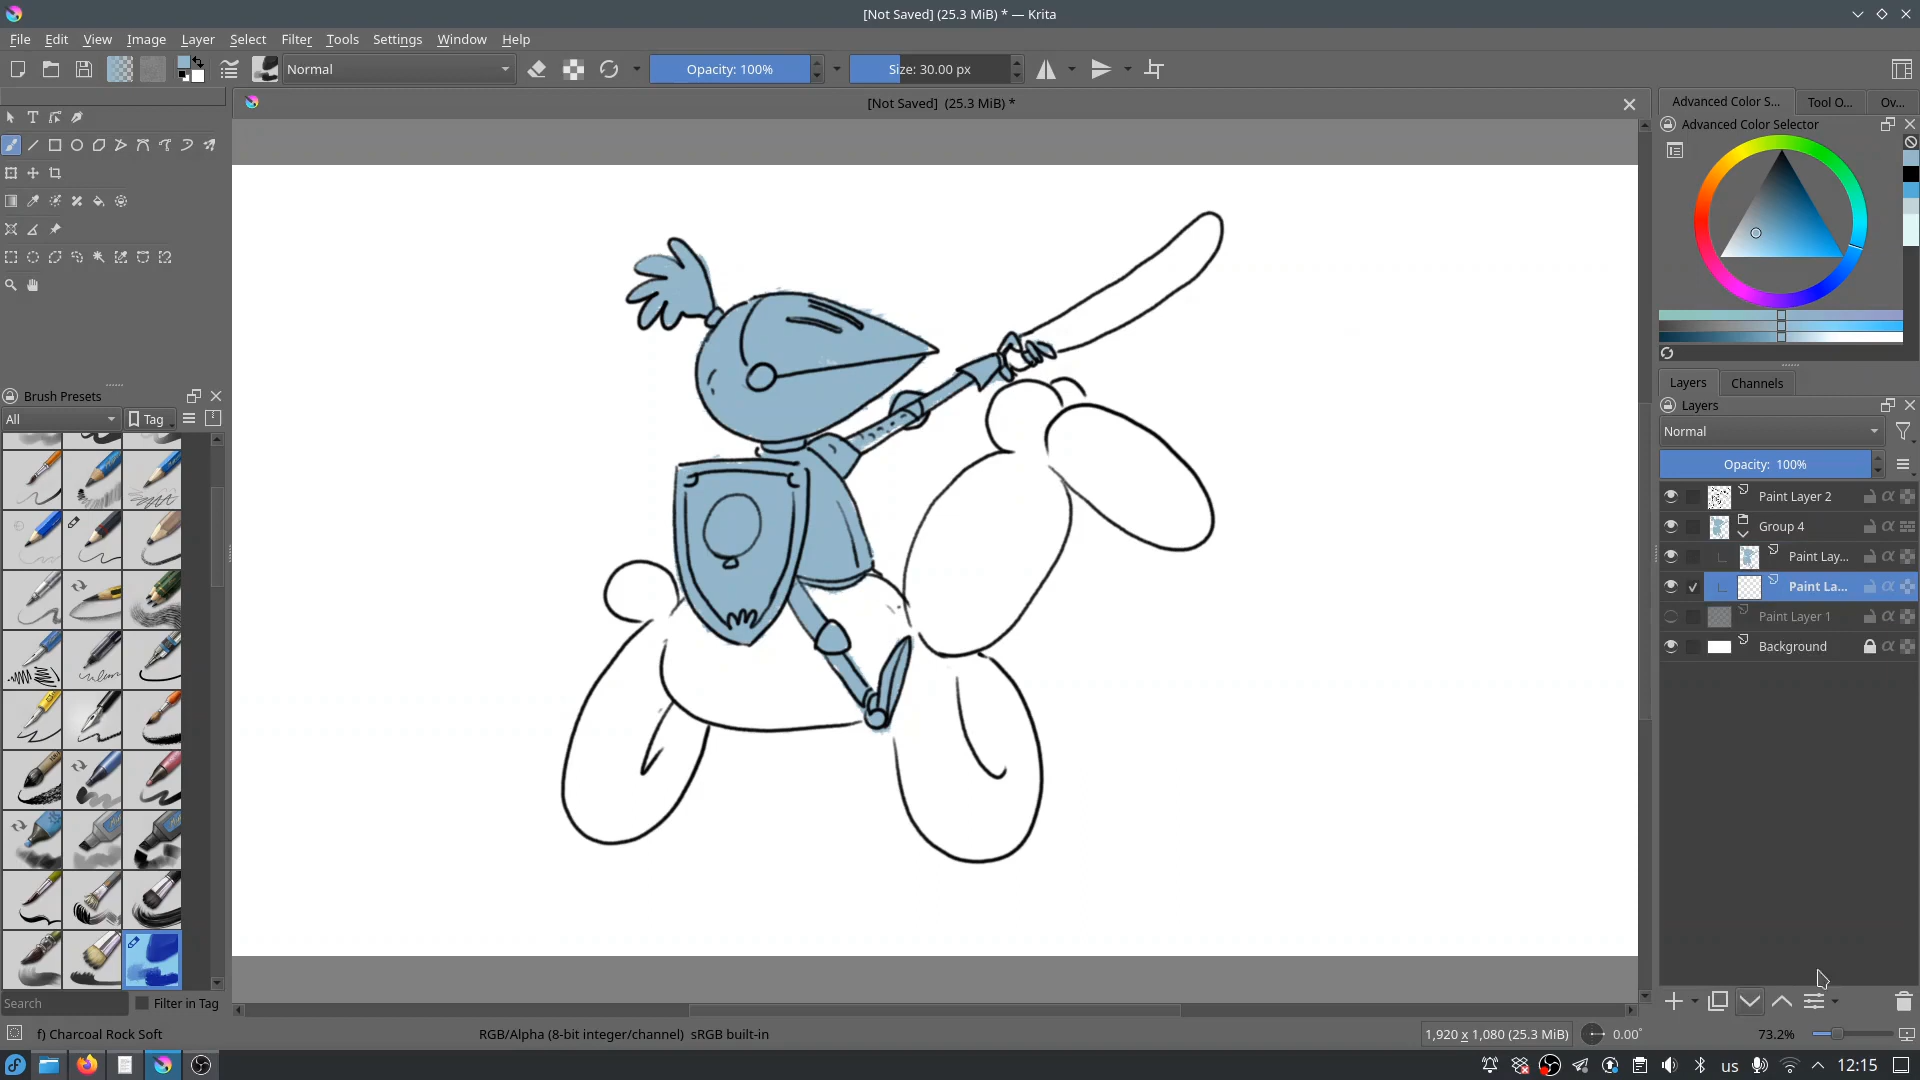 [Not Saved] (25.3 MiB) * — Krita
File Edit View Image Layer Select Filter Tools Settings Window Help
Normal
Opacity: 100%
Size: 30.00 px
[Not Saved] (25.3 MiB) *
Advanced Color S... Tool O... Ov...
Advanced Color Selector
Brush Presets
All
Tag
Layers Channels
Layers
Normal
Opacity: 100%
Paint Layer 2
Group 4
Paint Lay...
Paint La...
Paint Layer 1
Background
Search
Filter in Tag
f) Charcoal Rock Soft
RGB/Alpha (8-bit integer/channel) sRGB built-in
1,920 x 1,080 (25.3 MiB)
0.00°
73.2%
us
12:15